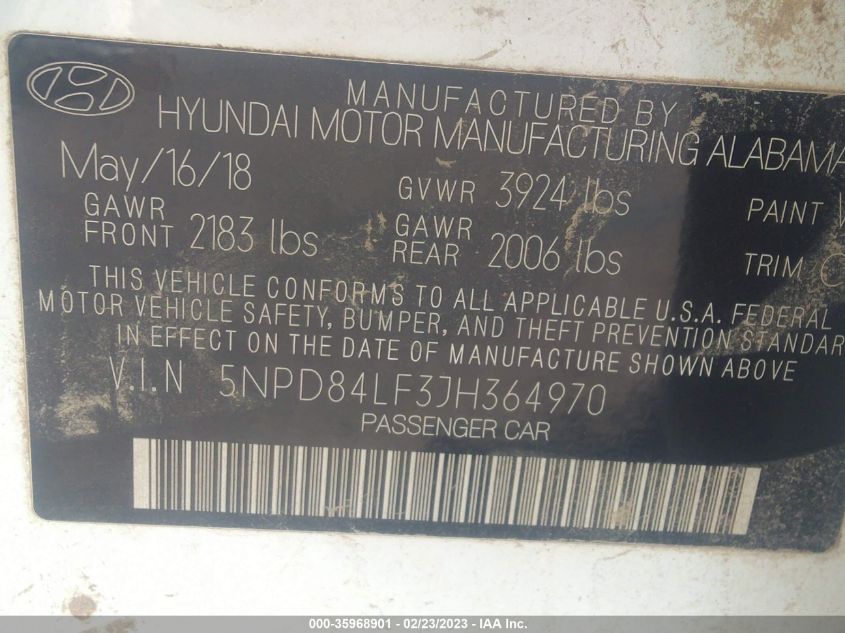 MANUFACTURED BY
HYUNDAI MOTOR MANUFACTURING ALABAMA
May/16/18 GVWR 3924 lbs PAINT
GAWR FRONT 2183 lbs GAWR REAR 2006 lbs TRIM
THIS VEHICLE CONFORMS TO ALL APPLICABLE U.S.A. FEDERAL
MOTOR VEHICLE SAFETY, BUMPER, AND THEFT PREVENTION STANDAR
IN EFFECT ON THE DATE OF MANUFACTURE SHOWN ABOVE
V.I.N 5NPD84LF3JH364970
PASSENGER CAR
000-35968901 - 02/23/2023 - IAA, Inc.